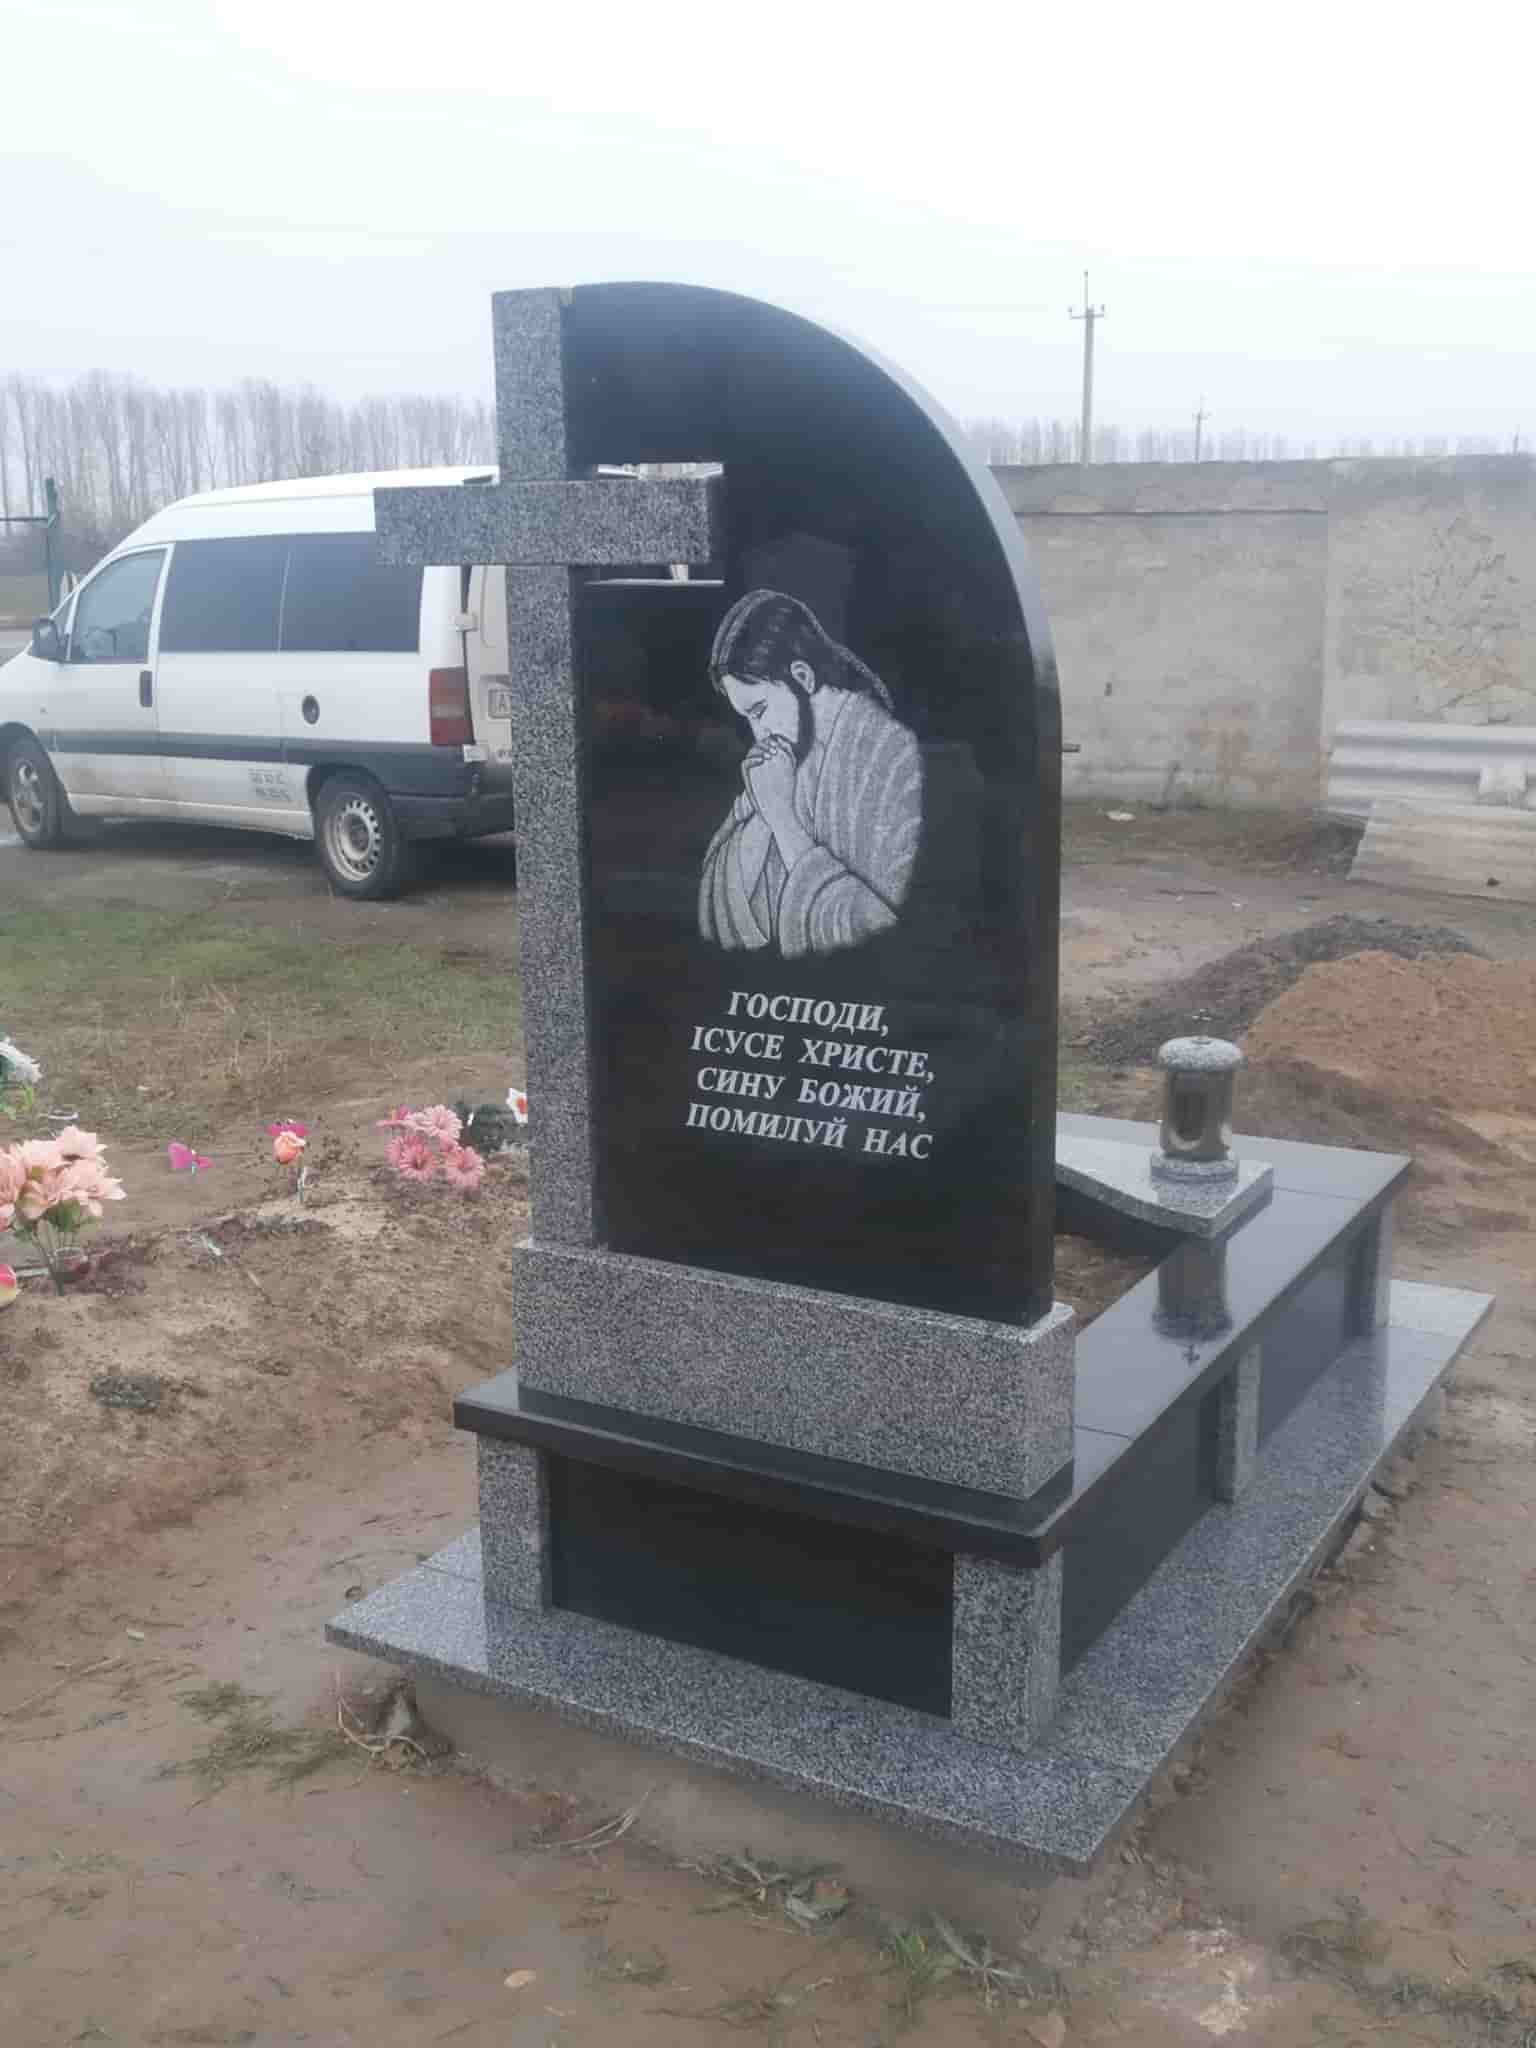 ГОСПОДИ,
ІСУСЕ ХРИСТЕ,
СИНУ БОЖИЙ,
ПОМИЛУЙ НАС